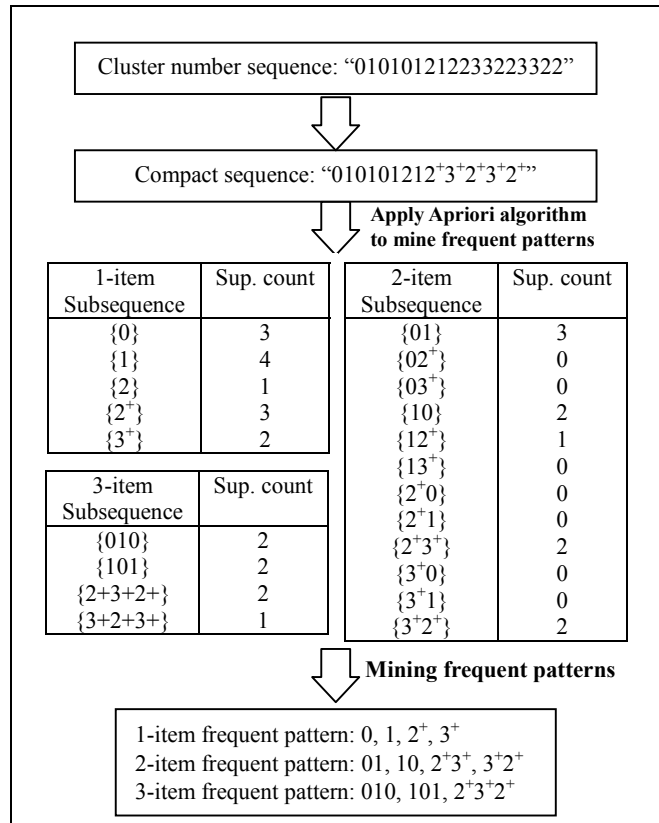 Cluster number sequence: “010101212233223322”
Compact sequence: “010101212⁺3⁺2⁺3⁺2⁺”
Apply Apriori algorithm
to mine frequent patterns
1-item Subsequence Sup. count
{0} 3
{1} 4
{2} 1
{2⁺} 3
{3⁺} 2
3-item Subsequence Sup. count
{010} 2
{101} 2
{2+3+2+} 2
{3+2+3+} 1
2-item Subsequence Sup. count
{01} 3
{02⁺} 0
{03⁺} 0
{10} 2
{12⁺} 1
{13⁺} 0
{2⁺0} 0
{2⁺1} 0
{2⁺3⁺} 2
{3⁺0} 0
{3⁺1} 0
{3⁺2⁺} 2
Mining frequent patterns
1-item frequent pattern: 0, 1, 2⁺, 3⁺
2-item frequent pattern: 01, 10, 2⁺3⁺, 3⁺2⁺
3-item frequent pattern: 010, 101, 2⁺3⁺2⁺